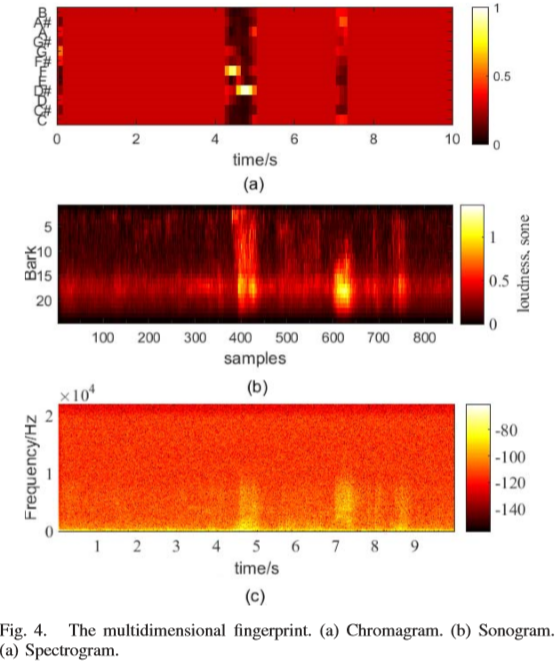 B
A#
A
G#
G
F#
F
E
D#
D
C#
C
1
0.5
0
0 2 4 6 8 10
time/s
(a)
Bark
5
10
15
20
1
0.5
0
loudness, sone
100 200 300 400 500 600 700 800
samples
(b)
×10⁴
Frequency/Hz
2
1
0
-80
-100
-120
-140
1 2 3 4 5 6 7 8 9
time/s
(c)
Fig. 4. The multidimensional fingerprint. (a) Chromagram. (b) Sonogram.
(a) Spectrogram.